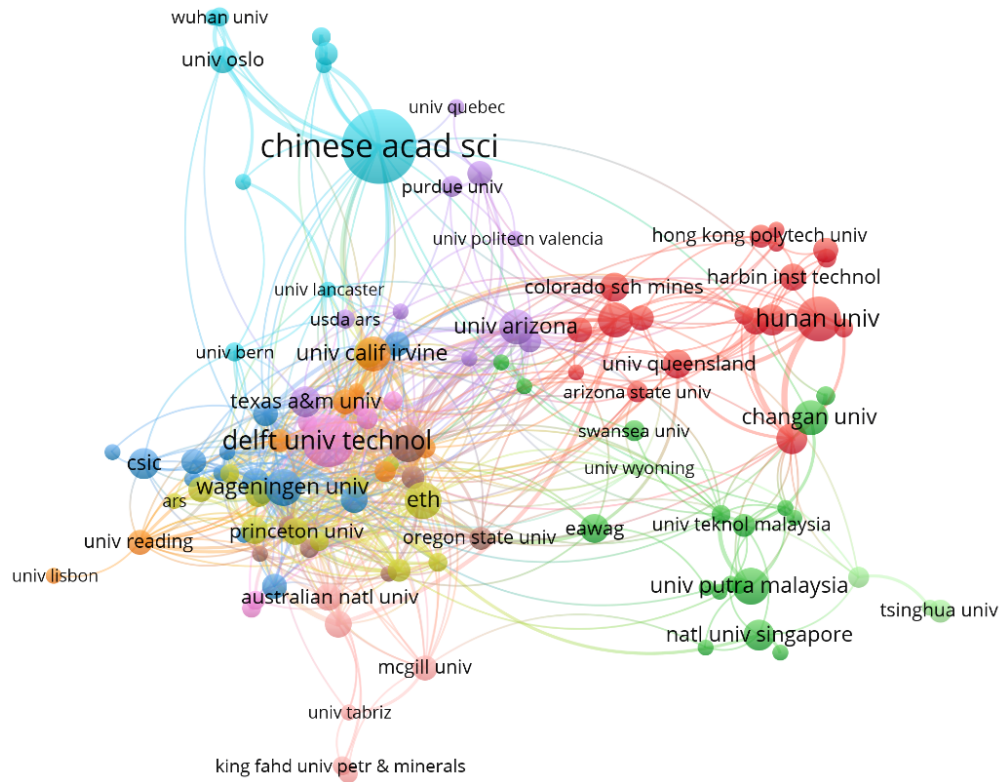 wuhan univ
univ oslo
univ quebec
chinese acad sci
purdue univ
hong kong polytech univ
univ politecn valencia
harbin inst technol
univ lancaster
colorado sch mines
usda ars
univ arizona
hunan univ
univ bern
univ calif irvine
univ queensland
arizona state univ
texas a&m univ
changan univ
swansea univ
delft univ technol
csic
univ wyoming
wageningen univ
ars
eth
princeton univ
oregon state univ
eawag
univ teknol malaysia
univ reading
univ lisbon
australian natl univ
univ putra malaysia
tsinghua univ
natl univ singapore
mcgill univ
univ tabriz
king fahd univ petr & minerals